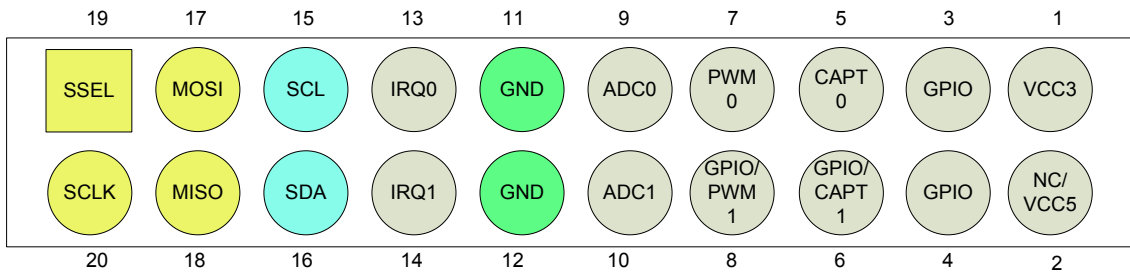 19 17 15 13 11 9 7 5 3 1
SSEL MOSI SCL IRQ0 GND ADC0 PWM 0 CAPT 0 GPIO VCC3
SCLK MISO SDA IRQ1 GND ADC1 GPIO/ PWM 1 GPIO/ CAPT 1 GPIO NC/ VCC5
20 18 16 14 12 10 8 6 4 2